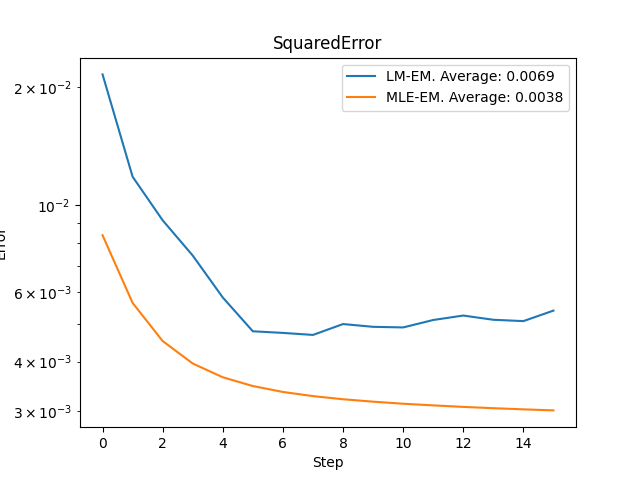 SquaredError
LM-EM. Average: 0.0069
MLE-EM. Average: 0.0038
2 × 10⁻²
10⁻²
6 × 10⁻³
4 × 10⁻³
3 × 10⁻³
Error
0 2 4 6 8 10 12 14
Step